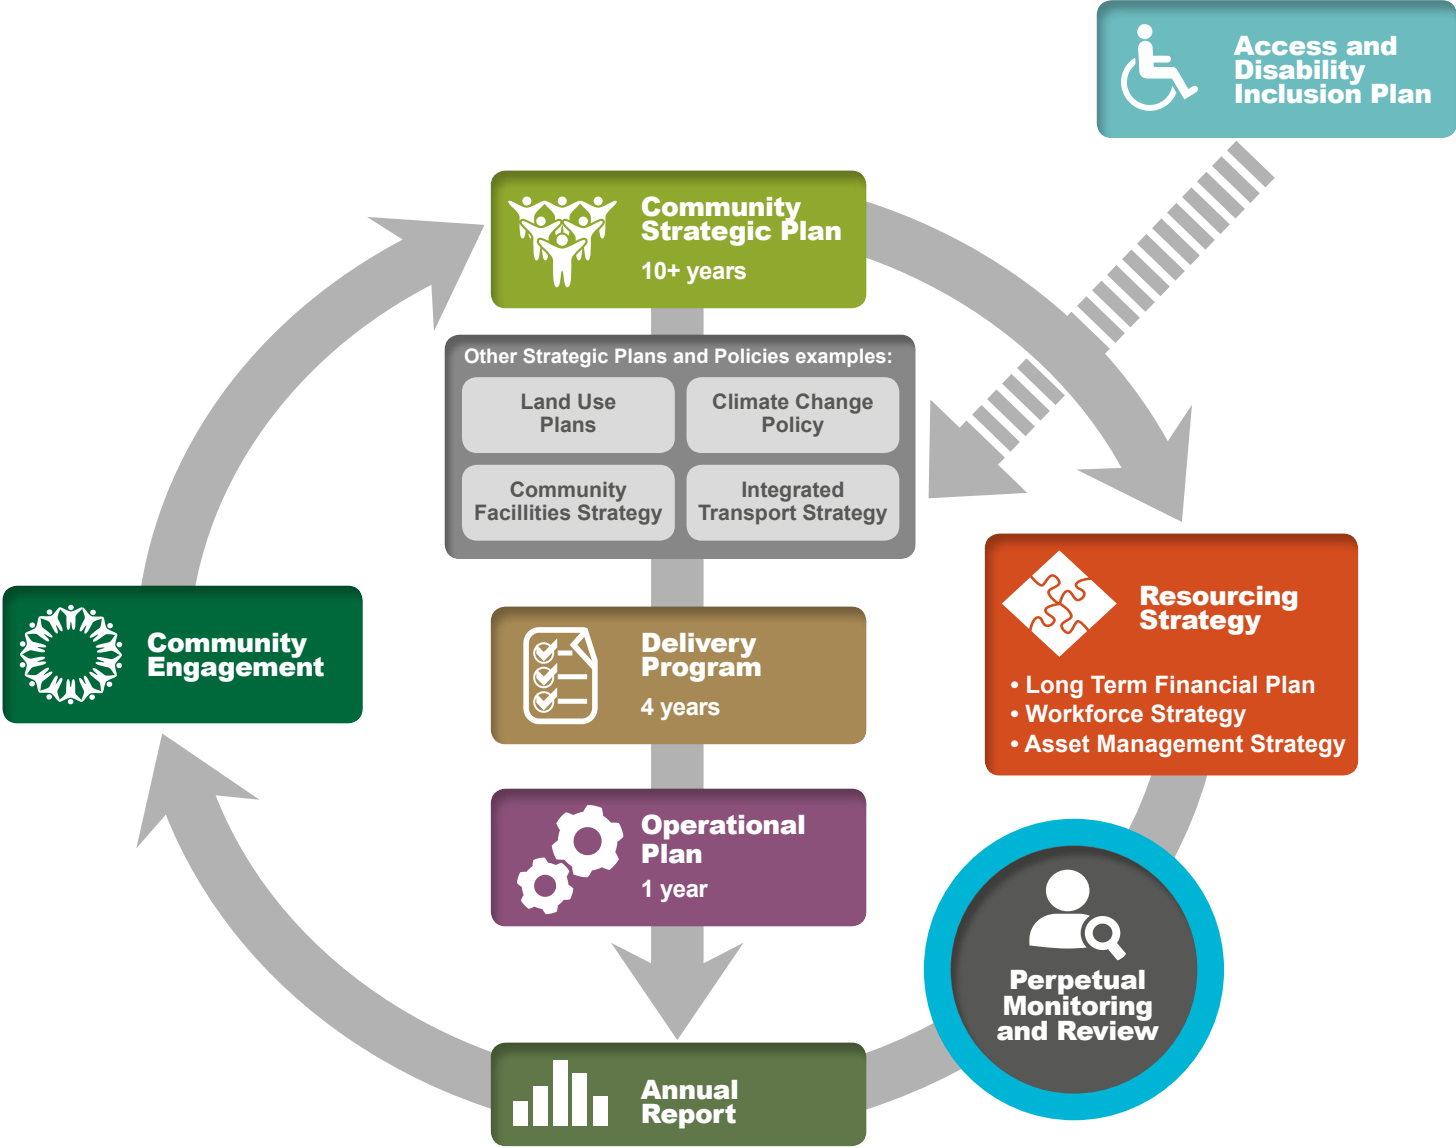 Access and
Disability
Inclusion Plan
Community
Strategic Plan
10+ years
Other Strategic Plans and Policies examples:
Land Use
Plans
Climate Change
Policy
Community
Facillities Strategy
Integrated
Transport Strategy
Resourcing
Strategy
• Long Term Financial Plan
• Workforce Strategy
• Asset Management Strategy
Community
Engagement
Delivery
Program
4 years
Operational
Plan
1 year
Perpetual
Monitoring
and Review
Annual
Report